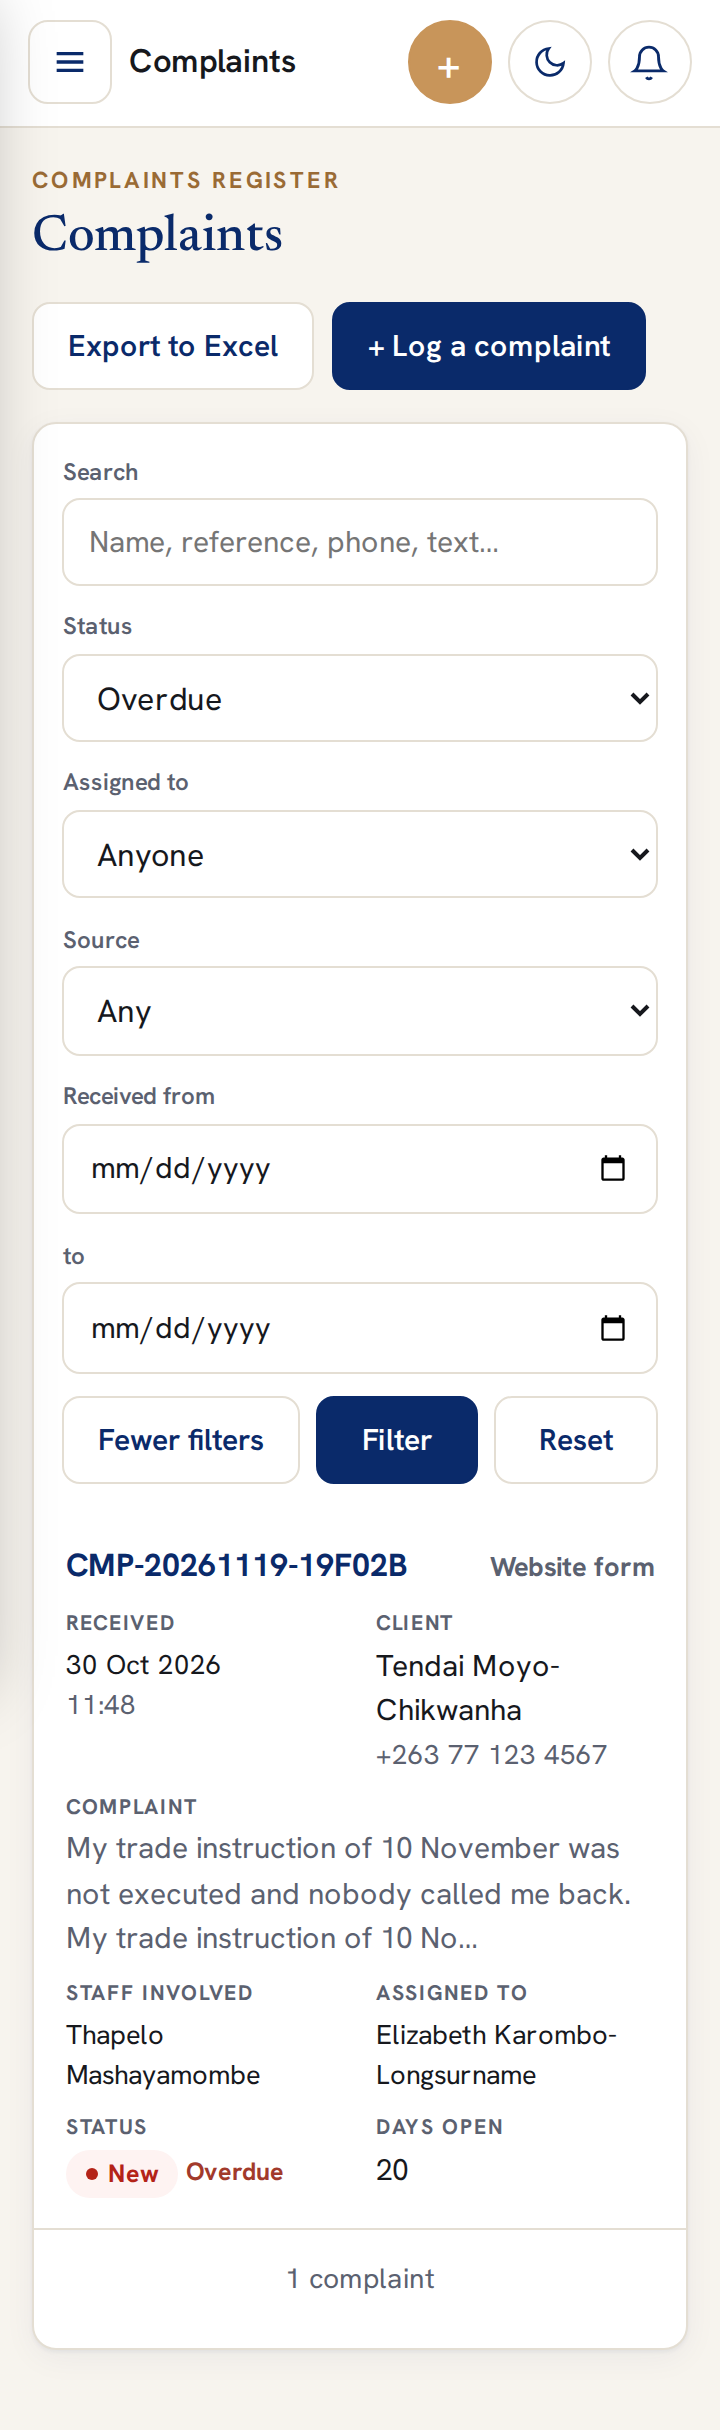 Complaints
+
COMPLAINTS REGISTER
Complaints
Export to Excel
+ Log a complaint
Search
Name, reference, phone, text...
Status
Overdue
Assigned to
Anyone
Source
Any
Received from
mm/dd/yyyy
to
mm/dd/yyyy
Fewer filters
Filter
Reset
CMP-20261119-19F02B
Website form
RECEIVED
30 Oct 2026
11:48
CLIENT
Tendai Moyo-
Chikwanha
+263 77 123 4567
COMPLAINT
My trade instruction of 10 November was
not executed and nobody called me back.
My trade instruction of 10 No...
STAFF INVOLVED
Thapelo
Mashayamombe
ASSIGNED TO
Elizabeth Karombo-
Longsurname
STATUS
New Overdue
DAYS OPEN
20
1 complaint